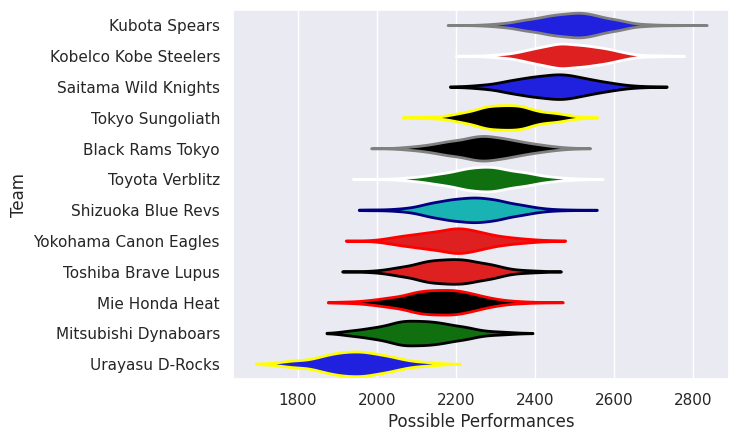 Kubota Spears
Kobelco Kobe Steelers
Saitama Wild Knights
Tokyo Sungoliath
Black Rams Tokyo
Toyota Verblitz
Shizuoka Blue Revs
Yokohama Canon Eagles
Toshiba Brave Lupus
Mie Honda Heat
Mitsubishi Dynaboars
Urayasu D-Rocks
Team
1800 2000 2200 2400 2600 2800
Possible Performances